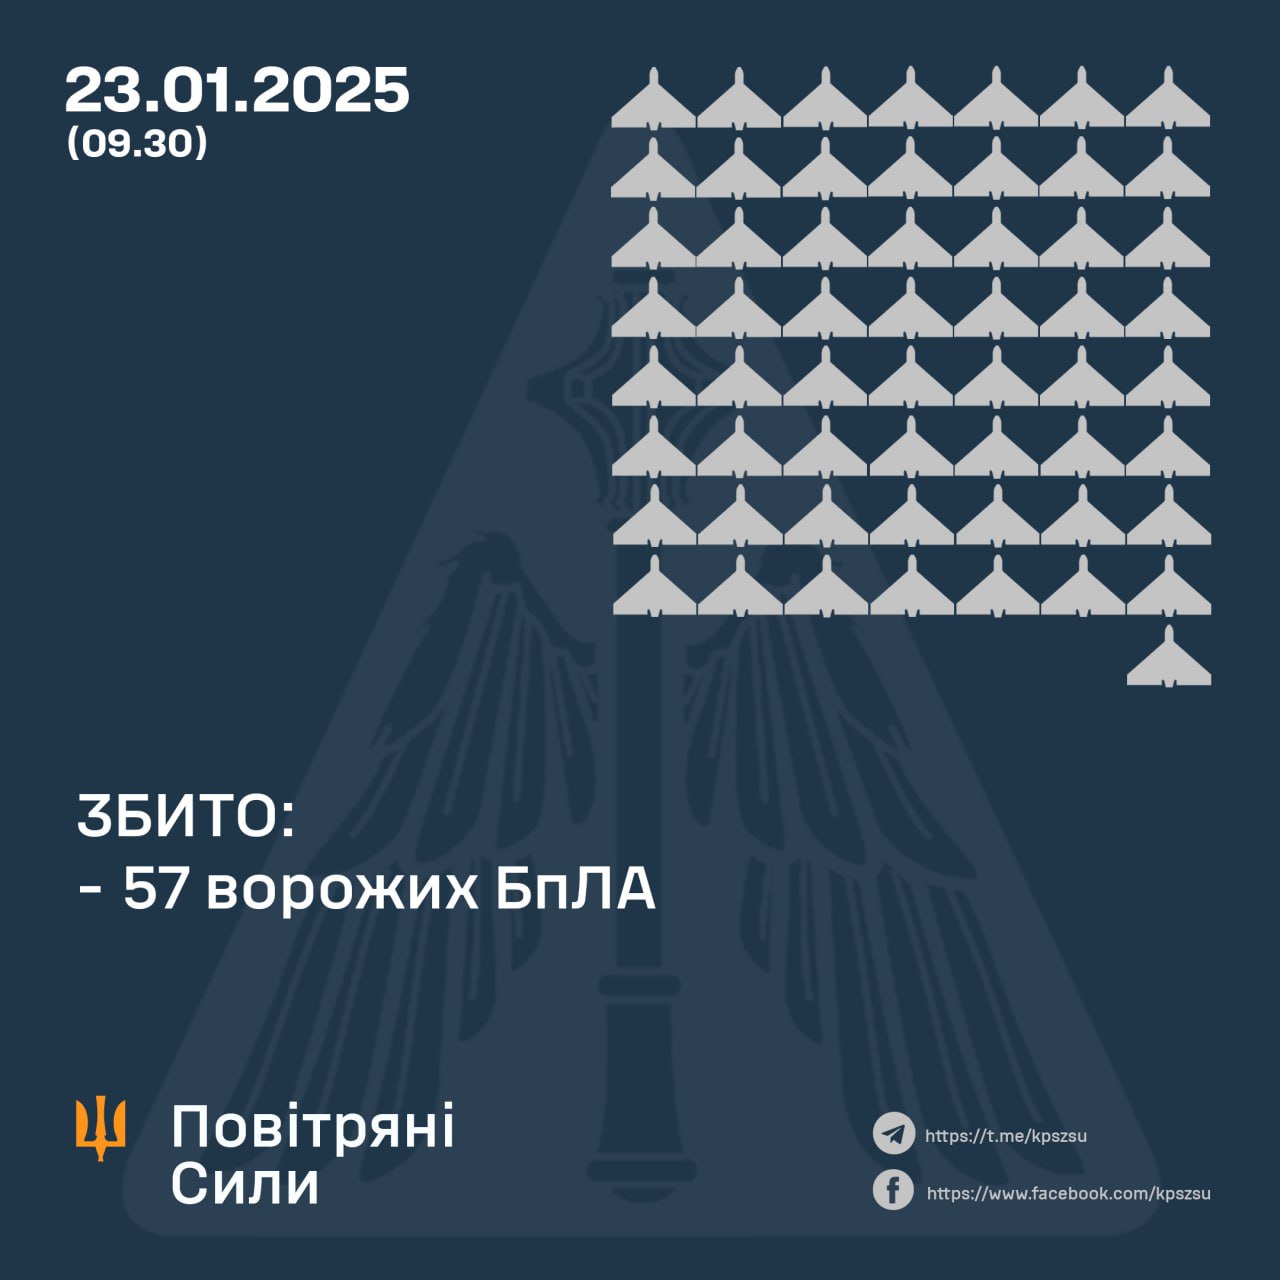 23.01.2025
(09.30)
ЗБИТО:
- 57 ворожих БпЛА
Повітряні
Сили
https://t.me/kpszsu
https://www.facebook.com/kpszsu